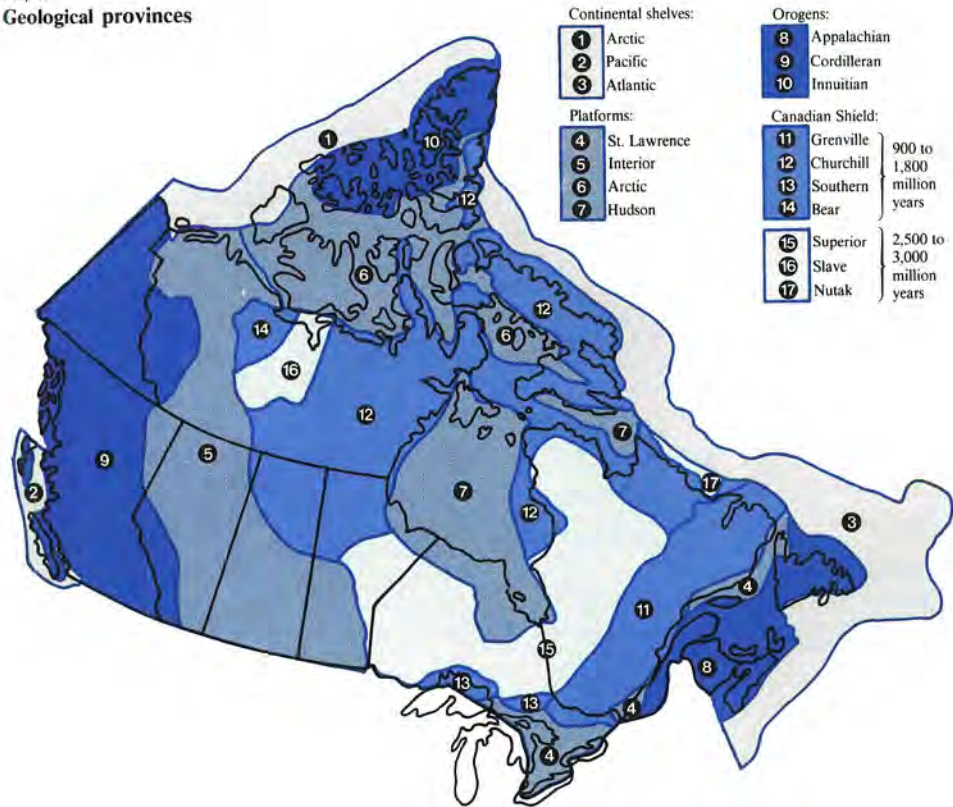 Geological provinces
Continental shelves:
1 Arctic
2 Pacific
3 Atlantic
Platforms:
4 St. Lawrence
5 Interior
6 Arctic
7 Hudson
Orogens:
8 Appalachian
9 Cordilleran
10 Innuitian
Canadian Shield:
11 Grenville
12 Churchill
13 Southern
14 Bear
900 to
1,800
million
years
15 Superior
16 Slave
17 Nutak
2,500 to
3,000
million
years
1
10
12
6
12
6
14
16
12
7
5
9
7
17
2
12
3
4
11
15
8
13
13
4
4